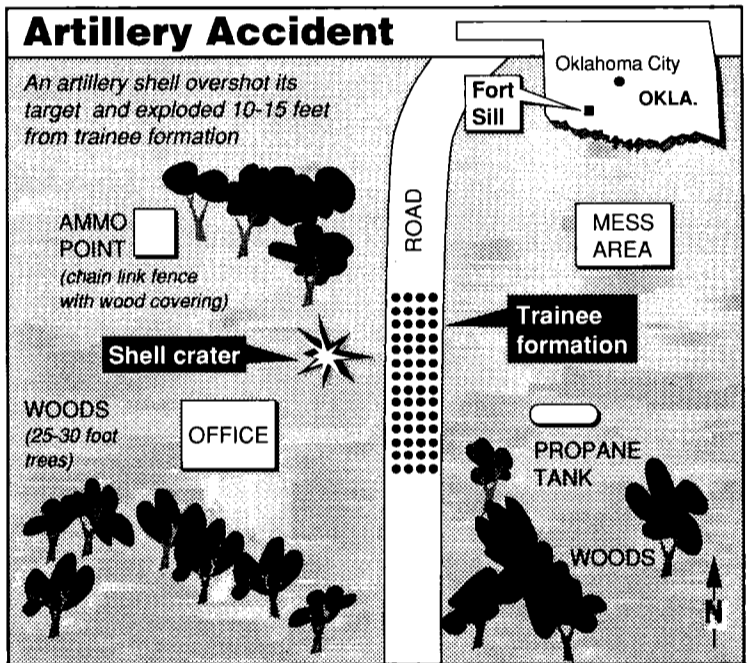 Artillery Accident
An artillery shell overshot its
target and exploded 10-15 feet
from trainee formation
Oklahoma City
OKLA.
Fort
Sill
AMMO
POINT
(chain link fence
with wood covering)
ROAD
MESS
AREA
Trainee
formation
Shell crater
WOODS
(25-30 foot
trees)
OFFICE
PROPANE
TANK
WOODS
N